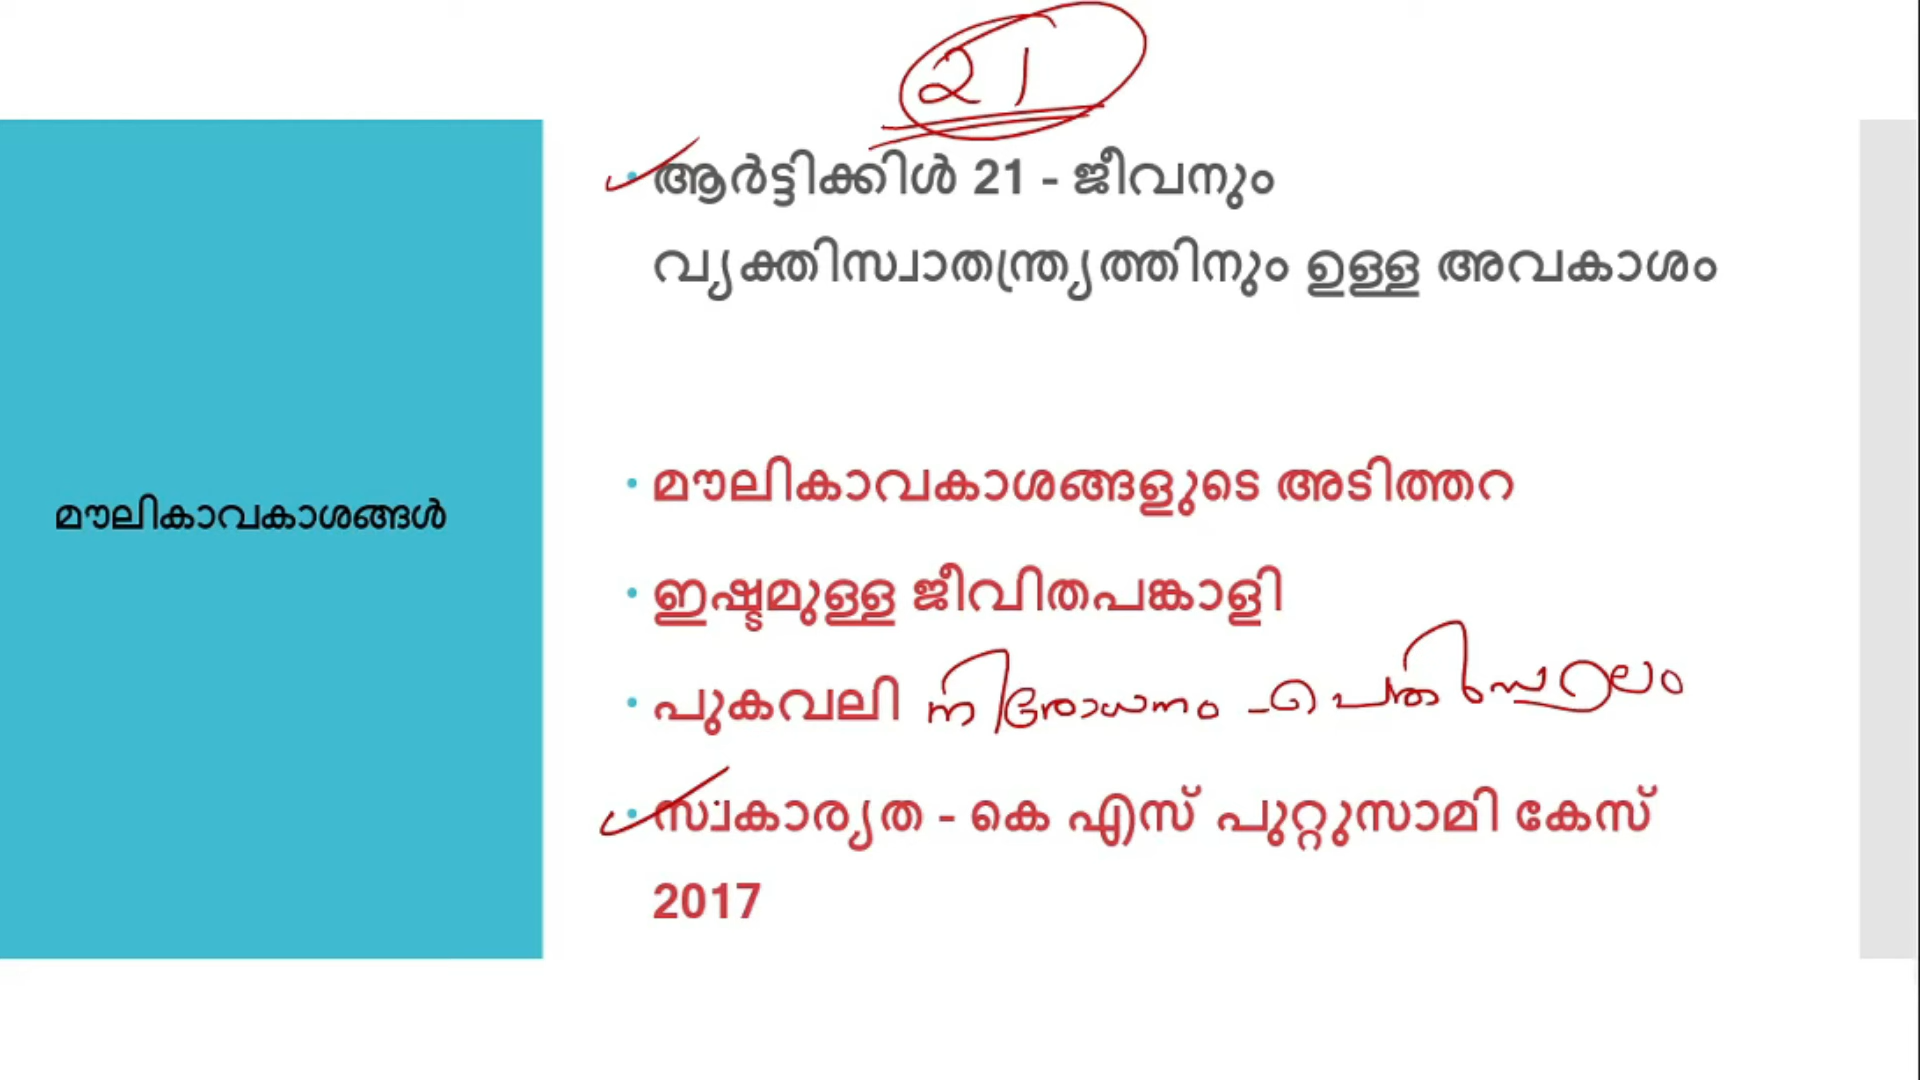 21
ആർട്ടിക്കിൾ 21 - ജീവനും
വ്യക്തിസ്വാതന്ത്ര്യത്തിനും ഉള്ള അവകാശം
മൗലികാവകാശങ്ങൾ
മൗലികാവകാശങ്ങളുടെ അടിത്തറ
ഇഷ്ടമുള്ള ജീവിതപങ്കാളി
പുകവലി നിരോധനം -
സ്വകാര്യത - കെ എസ് പുറ്റുസാമി കേസ്
2017